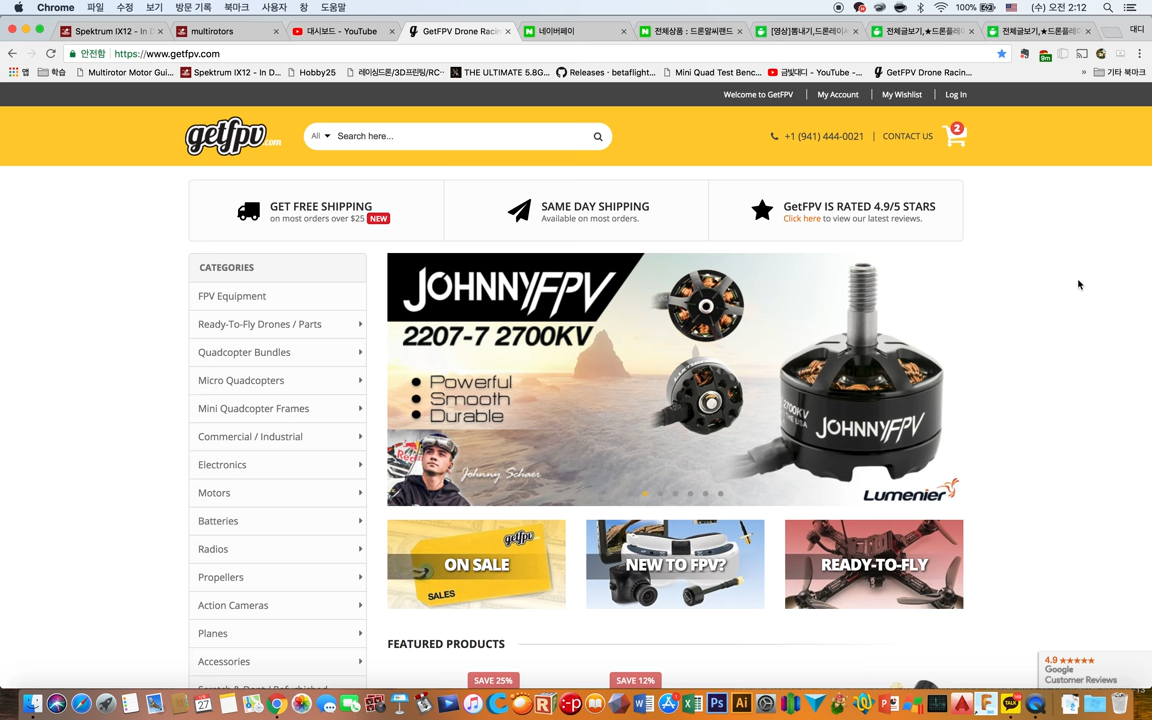 Chrome 파일 수정 보기 방문 기록 북마크 사용자 창 도움말 100% (수) 오전 2:12
Spektrum IX12 - In D
multirotors
대시보드 - YouTube
GetFPV Drone Racin
네이버페이
전체상품 : 드론알씨랜드
[영상]뽐내기,드론레이시
전체글보기,★드론플레이
전체글보기,★드론플레
대디
안전함 https://www.getfpv.com
9m
앱 학습 Multirotor Motor Gui... Spektrum IX12 - In D... Hobby25 레이싱드론/3D프린팅/RC... THE ULTIMATE 5.8G... Releases · betaflight... Mini Quad Test Benc... 금빛대디 - YouTube -... GetFPV Drone Racin... » 기타 북마크
Welcome to GetFPV My Account My Wishlist Log In
getfpv.com
All Search here...
+1 (941) 444-0021 | CONTACT US 2
GET FREE SHIPPING
on most orders over $25 NEW
SAME DAY SHIPPING
Available on most orders.
GetFPV IS RATED 4.9/5 STARS
Click here to view our latest reviews.
CATEGORIES
FPV Equipment
Ready-To-Fly Drones / Parts
Quadcopter Bundles
Micro Quadcopters
Mini Quadcopter Frames
Commercial / Industrial
Electronics
Motors
Batteries
Radios
Propellers
Action Cameras
Planes
Accessories
JOHNNYFPV
2207-7 2700KV
Powerful
Smooth
Durable
Red
Johnny Schaer
2700KV
THE USA
JOHNNYFPV
Lumenier
getfpv
ON SALE
SALES
NEW TO FPV?
READY-TO-FLY
FEATURED PRODUCTS
SAVE 25%
SAVE 12%
4.9 ★★★★★
Google
Customer Reviews
27
TALK